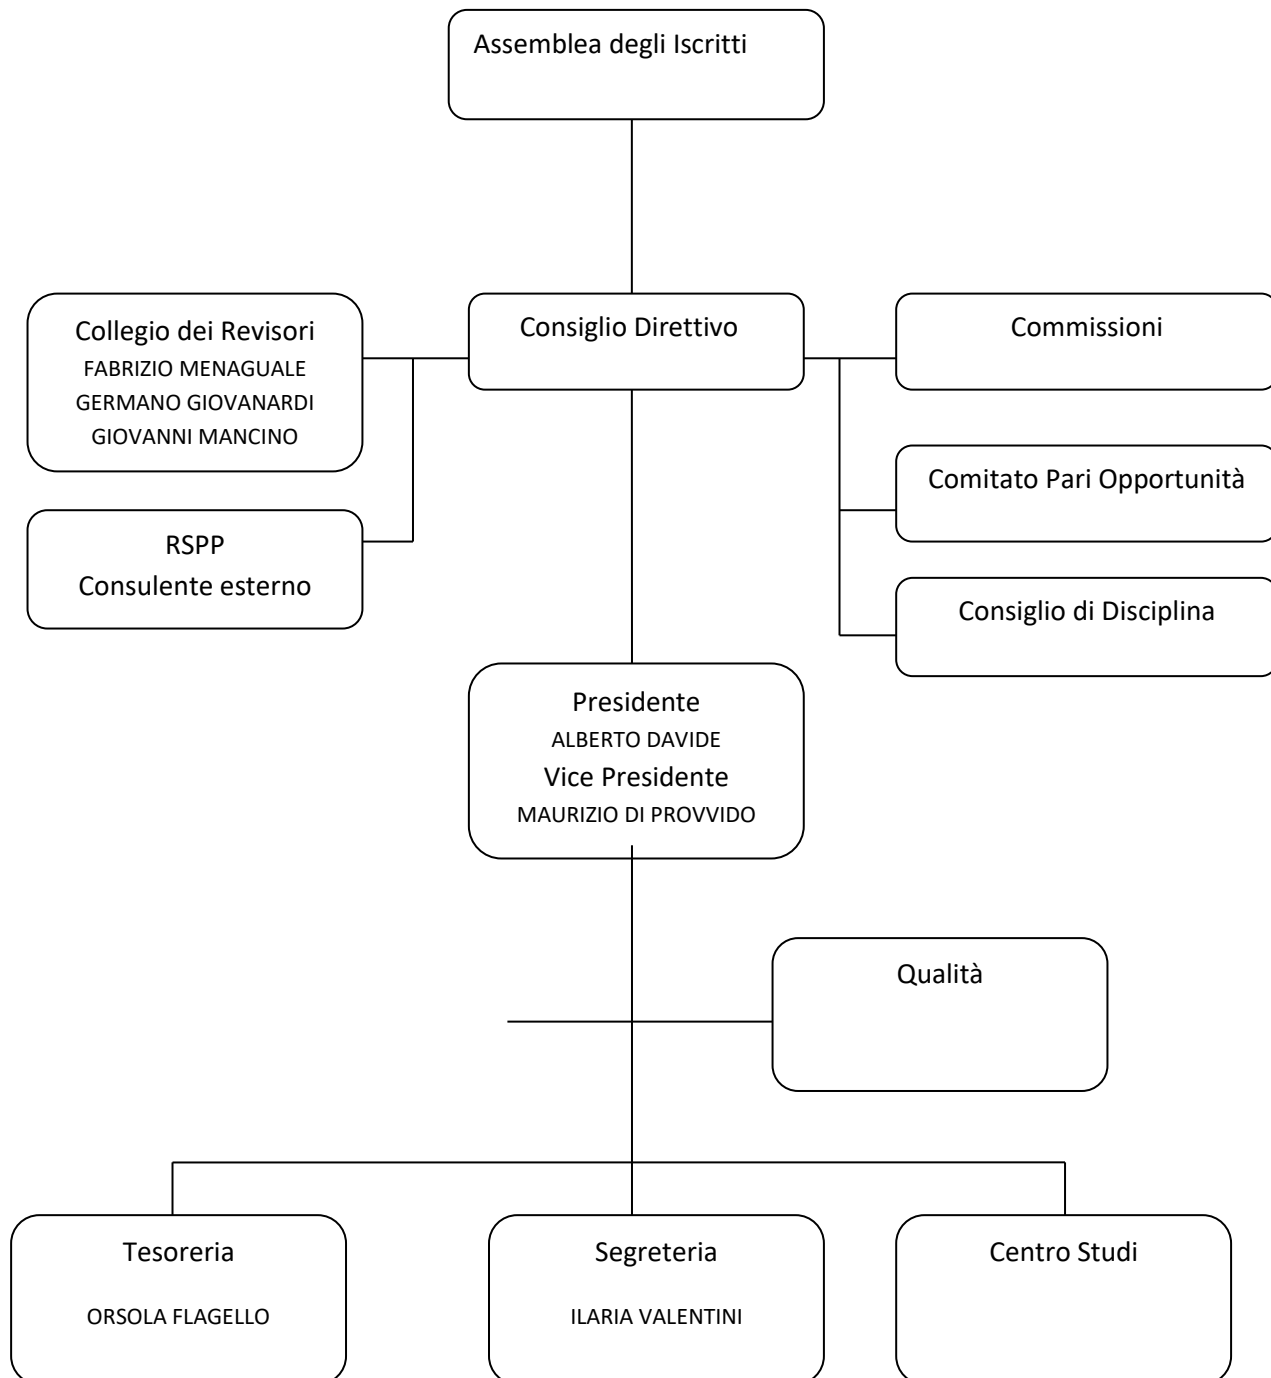 Assemblea degli Iscritti
Collegio dei Revisori
FABRIZIO MENAGUALE
GERMANO GIOVANARDI
GIOVANNI MANCINO
Consiglio Direttivo
Commissioni
Comitato Pari Opportunità
RSPP
Consulente esterno
Consiglio di Disciplina
Presidente
ALBERTO DAVIDE
Vice Presidente
MAURIZIO DI PROVVIDO
Qualità
Tesoreria
ORSOLA FLAGELLO
Segreteria
ILARIA VALENTINI
Centro Studi